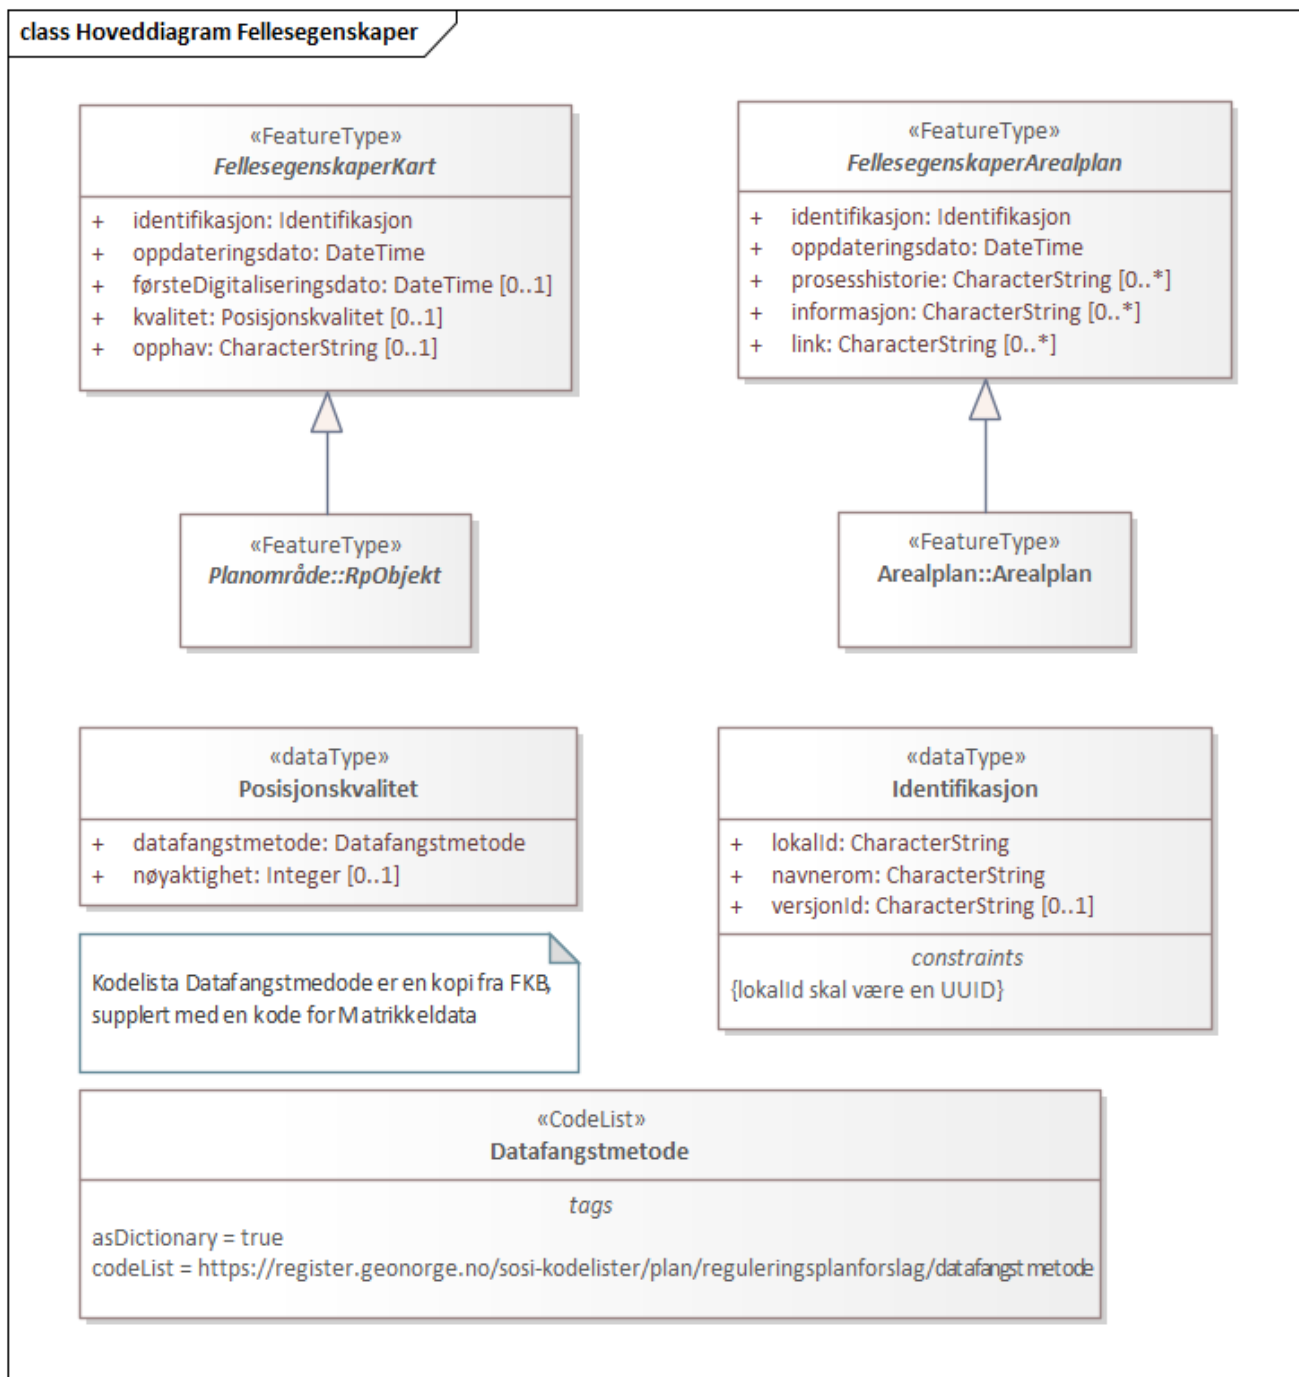 class Hoveddiagram Fellesegenskaper
«FeatureType»
FellesegenskaperKart
+ identifikasjon: Identifikasjon
+ oppdateringsdato: DateTime
+ førsteDigitaliseringsdato: DateTime [0..1]
+ kvalitet: Posisjonskvalitet [0..1]
+ opphav: CharacterString [0..1]
«FeatureType»
FellesegenskaperArealplan
+ identifikasjon: Identifikasjon
+ oppdateringsdato: DateTime
+ prosesshistorie: CharacterString [0..*]
+ informasjon: CharacterString [0..*]
+ link: CharacterString [0..*]
«FeatureType»
Planområde::RpObjekt
«FeatureType»
Arealplan::Arealplan
«dataType»
Posisjonskvalitet
+ datafangstmetode: Datafangstmetode
+ nøyaktighet: Integer [0..1]
«dataType»
Identifikasjon
+ lokalId: CharacterString
+ navnerom: CharacterString
+ versjonId: CharacterString [0..1]
constraints
{lokalId skal være en UUID}
Kodelista Datafangstmedode er en kopi fra FKB,
supplert med en kode for Matrikkeldata
«CodeList»
Datafangstmetode
tags
asDictionary = true
codeList = https://register.geonorge.no/sosi-kodelister/plan/reguleringsplanforslag/datafangstmetode